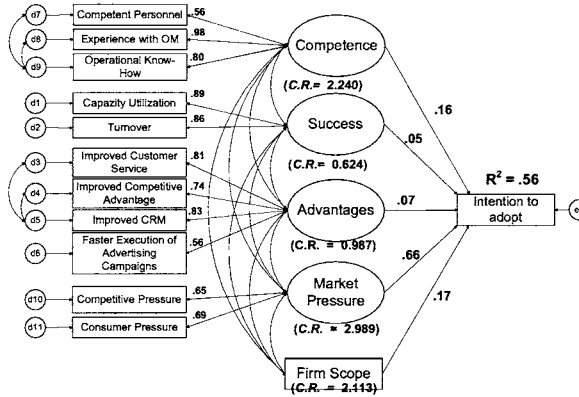 d7
Competent Personnel
.56
d8
Experience with OM
.98
d9
Operational Know-
How
.80
Competence
(C.R.= 2.240)
.16
d1
Capacity Utilization
.89
d2
Turnover
.86
Success
(C.R.= 0.624)
.05
d3
Improved Customer
Service
.81
d4
Improved Competitive
Advantage
.74
d5
Improved CRM
.83
d6
Faster Execution of
Advertising
Campaigns
.56
Advantages
(C.R. = 0.987)
.07
R² = .56
Intention to
adopt
e
d10
Competitive Pressure
.65
d11
Consumer Pressure
.69
Market
Pressure
(C.R. = 2.989)
.66
.17
Firm Scope
(C.R. = 2.113)